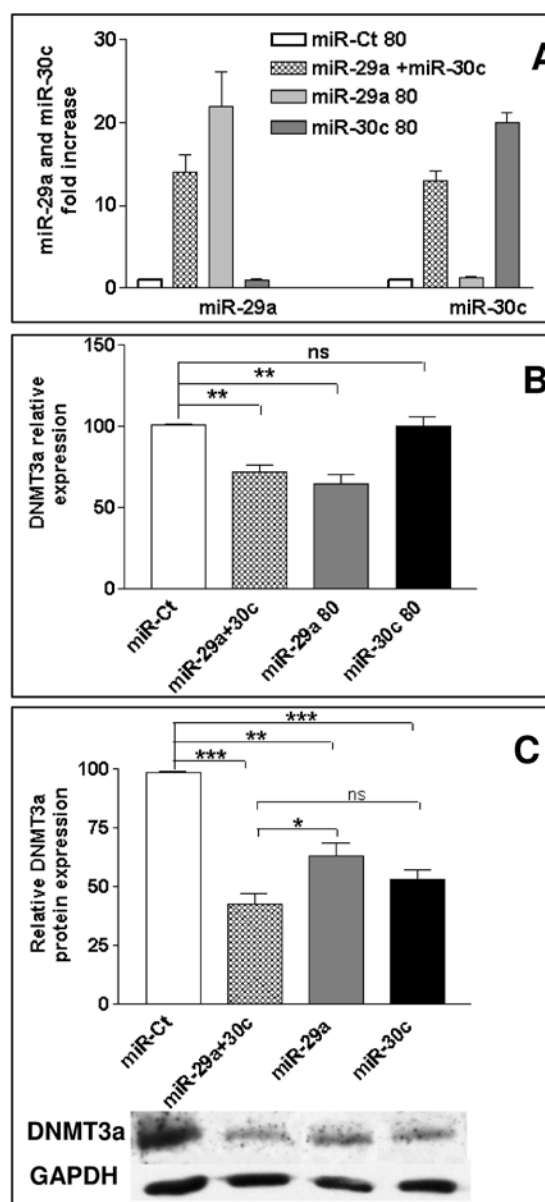 A
miR-29a and miR-30c
fold increase
30
20
10
0
miR-Ct 80
miR-29a +miR-30c
miR-29a 80
miR-30c 80
miR-29a
miR-30c
B
DNMT3a relative
expression
150
100
50
0
ns
**
**
miR-Ct
miR-29a+30c
miR-29a 80
miR-30c 80
C
Relative DNMT3a
protein expression
100
75
50
25
0
***
**
***
ns
*
miR-Ct
miR-29a+30c
miR-29a
miR-30c
DNMT3a
GAPDH